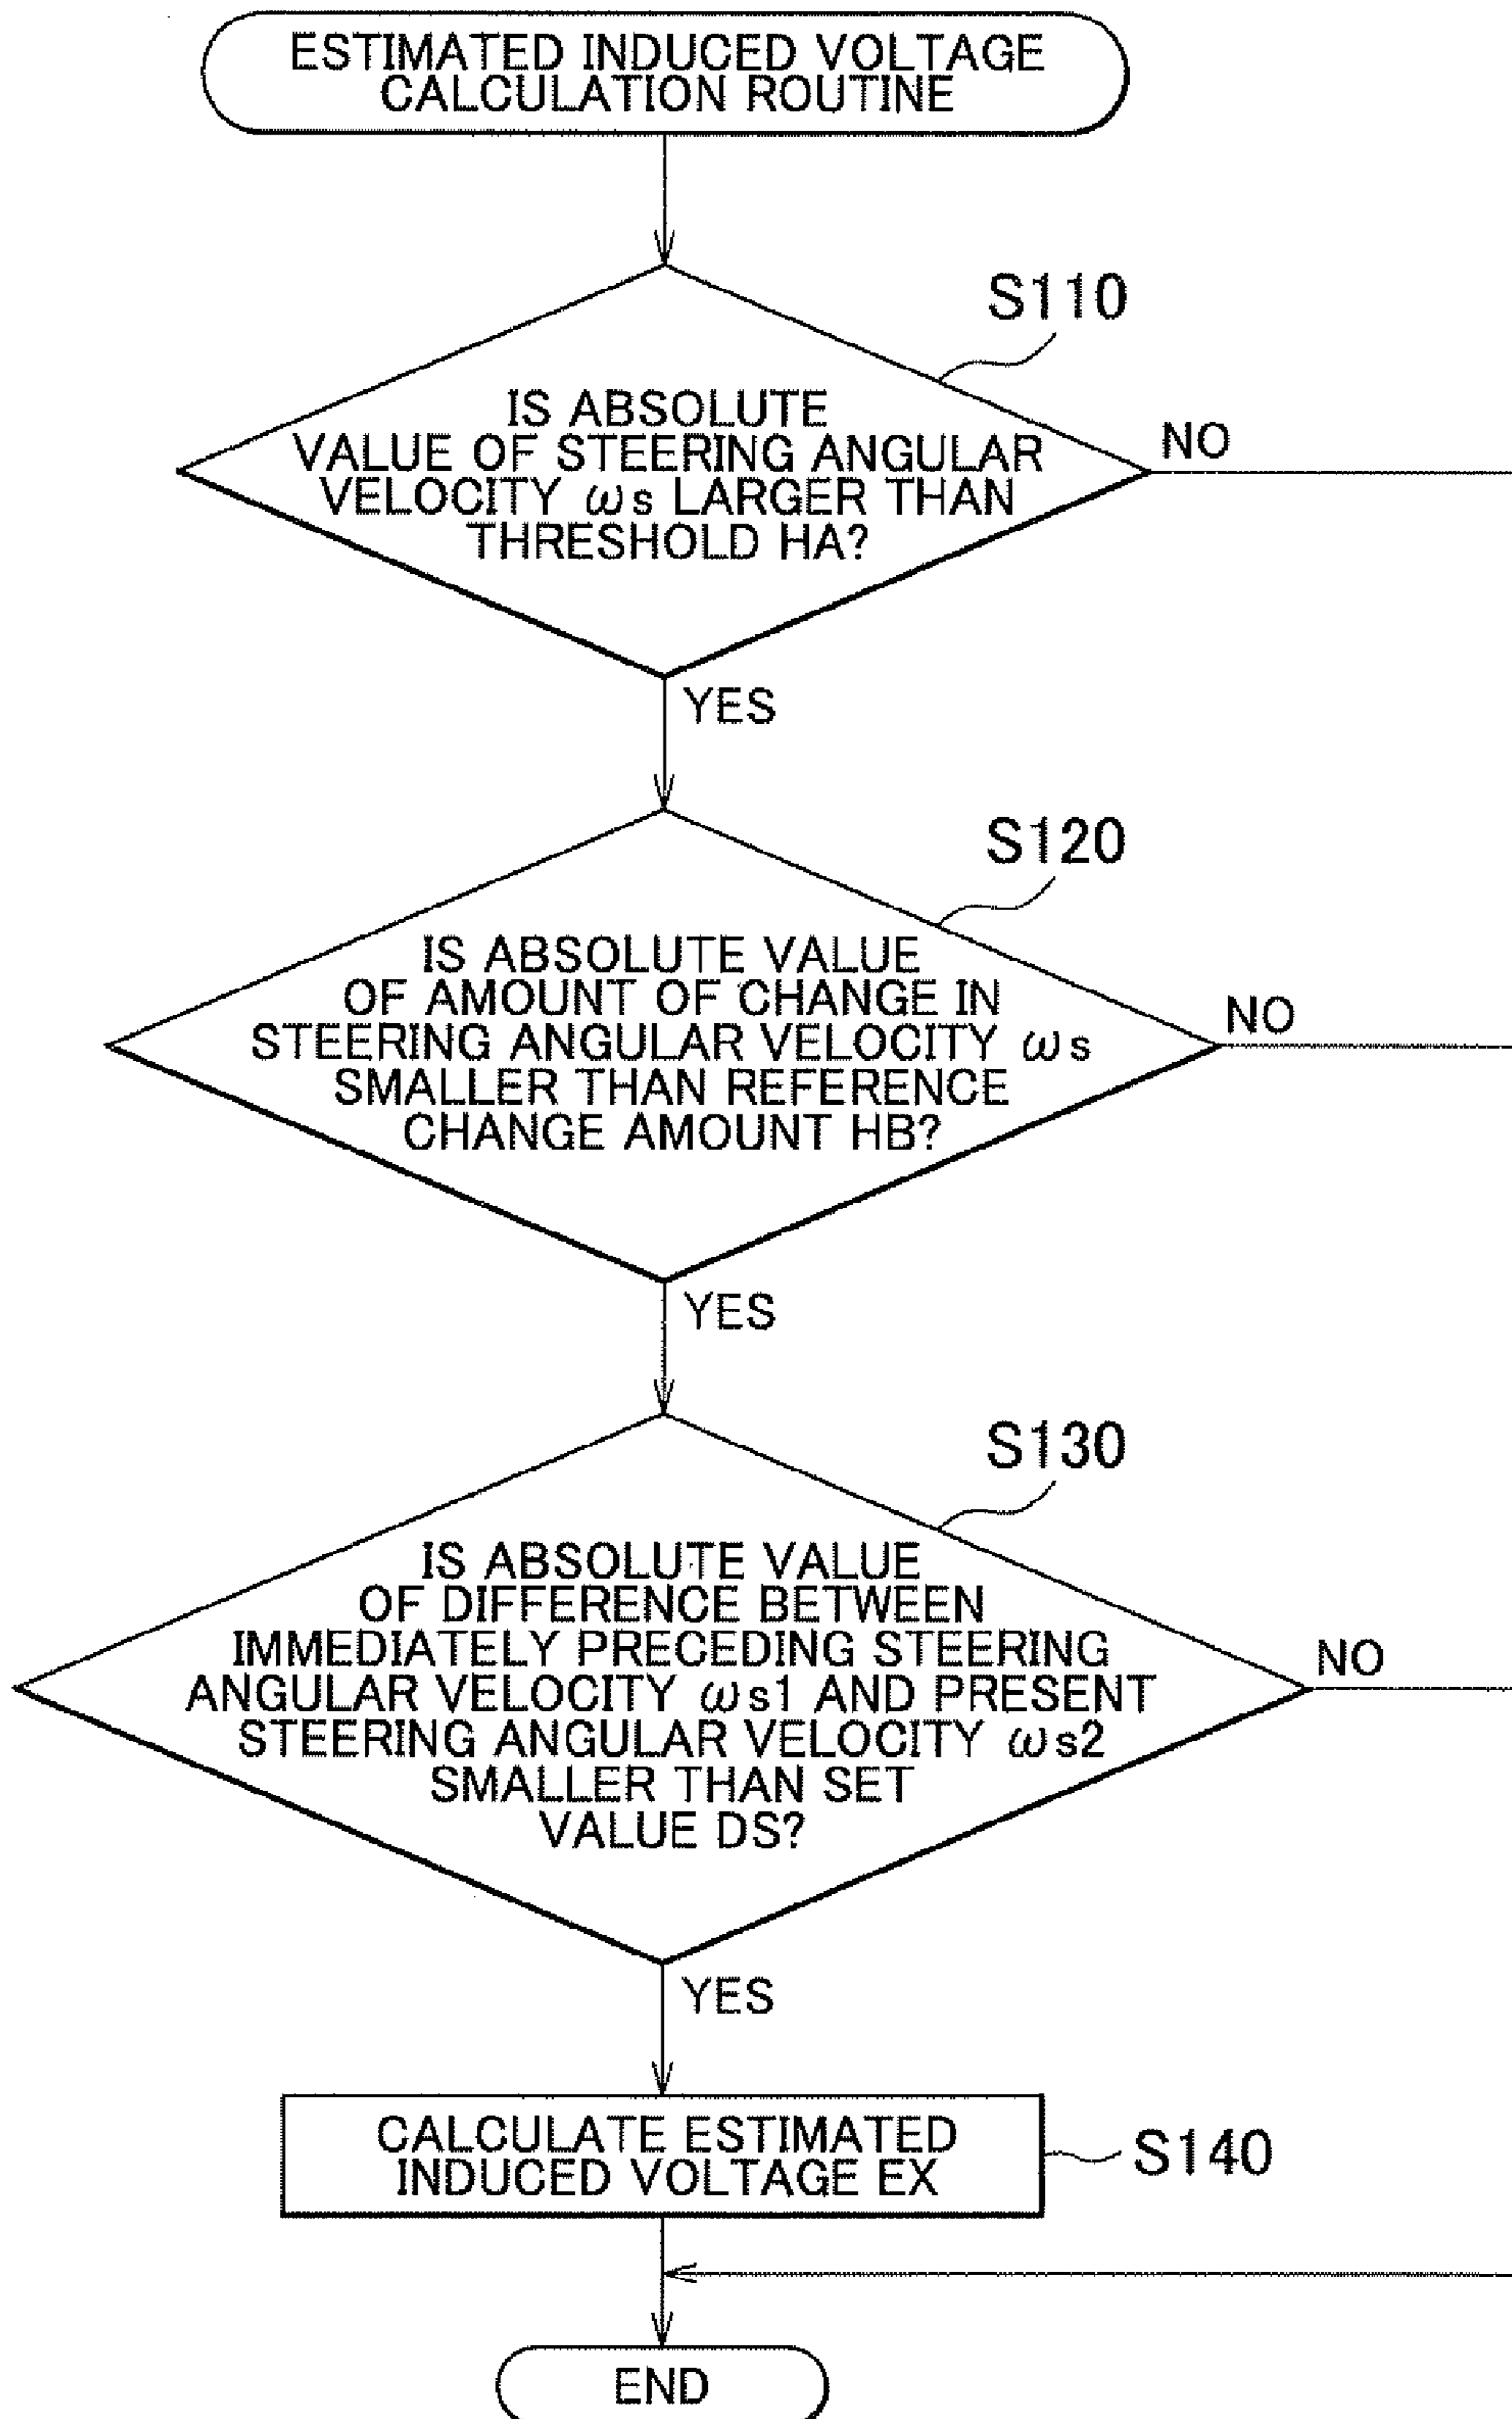 ESTIMATED INDUCED VOLTAGE
CALCULATION ROUTINE
S110
IS ABSOLUTE
VALUE OF STEERING ANGULAR
VELOCITY ωs LARGER THAN
THRESHOLD HA?
NO
YES
S120
IS ABSOLUTE VALUE
OF AMOUNT OF CHANGE IN
STEERING ANGULAR VELOCITY ωs
SMALLER THAN REFERENCE
CHANGE AMOUNT HB?
NO
YES
S130
IS ABSOLUTE VALUE
OF DIFFERENCE BETWEEN
IMMEDIATELY PRECEDING STEERING
ANGULAR VELOCITY ωs1 AND PRESENT
STEERING ANGULAR VELOCITY ωs2
SMALLER THAN SET
VALUE DS?
NO
YES
CALCULATE ESTIMATED
INDUCED VOLTAGE EX
S140
END